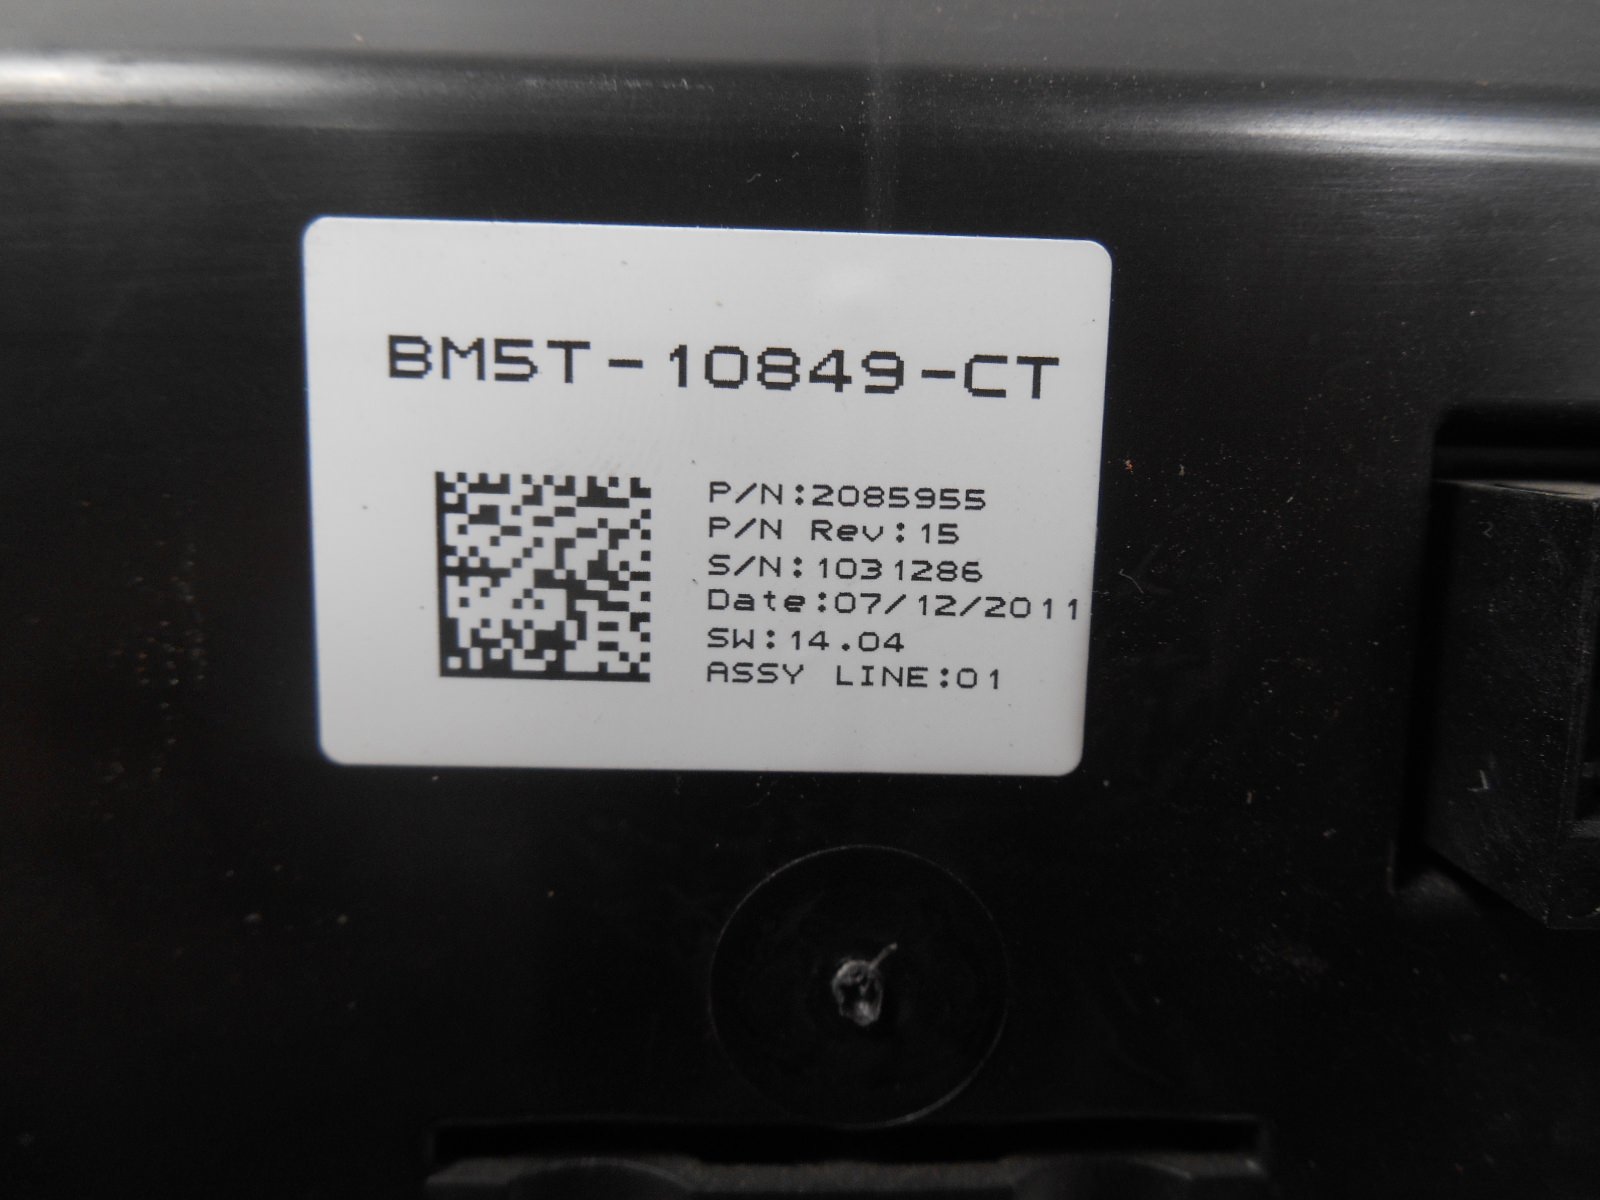 BM5T-10849-CT
P/N:2085955
P/N Rev:15
S/N:1031286
Date:07/12/2011
SW:14.04
ASSY LINE:01